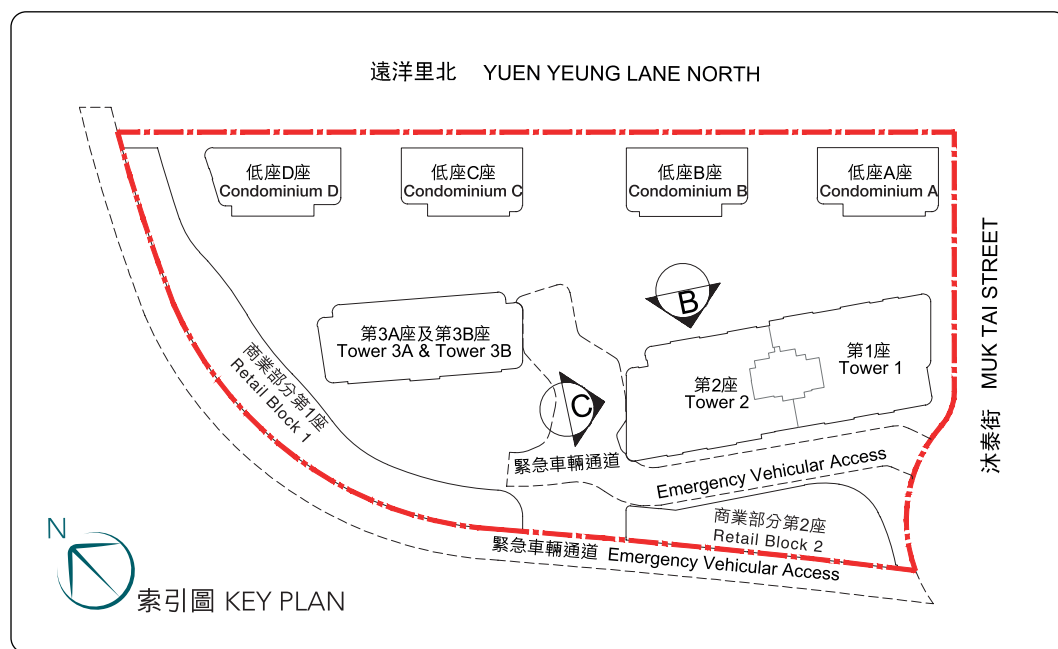 遠洋里北 YUEN YEUNG LANE NORTH
低座D座
Condominium D
低座C座
Condominium C
低座B座
Condominium B
低座A座
Condominium A
沐泰街 MUK TAI STREET
B
第3A座及第3B座
Tower 3A & Tower 3B
第1座
Tower 1
第2座
Tower 2
C
商業部分第1座
Retail Block 1
緊急車輛通道 Emergency Vehicular Access
商業部分第2座
Retail Block 2
緊急車輛通道 Emergency Vehicular Access
N
索引圖 KEY PLAN